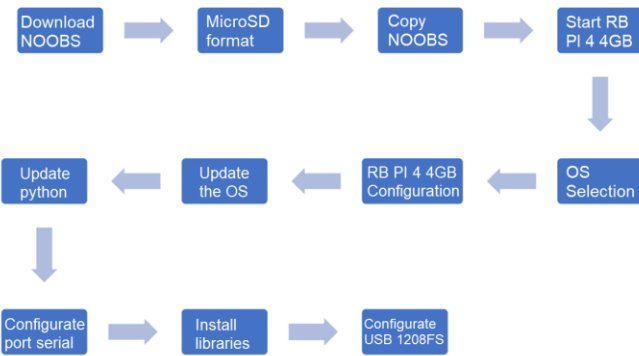 Download
NOOBS
MicroSD
format
Copy
NOOBS
Start RB
PI 4 4GB
OS
Selection
RB PI 4 4GB
Configuration
Update
the OS
Update
python
Configurate
port serial
Install
libraries
Configurate
USB 1208FS